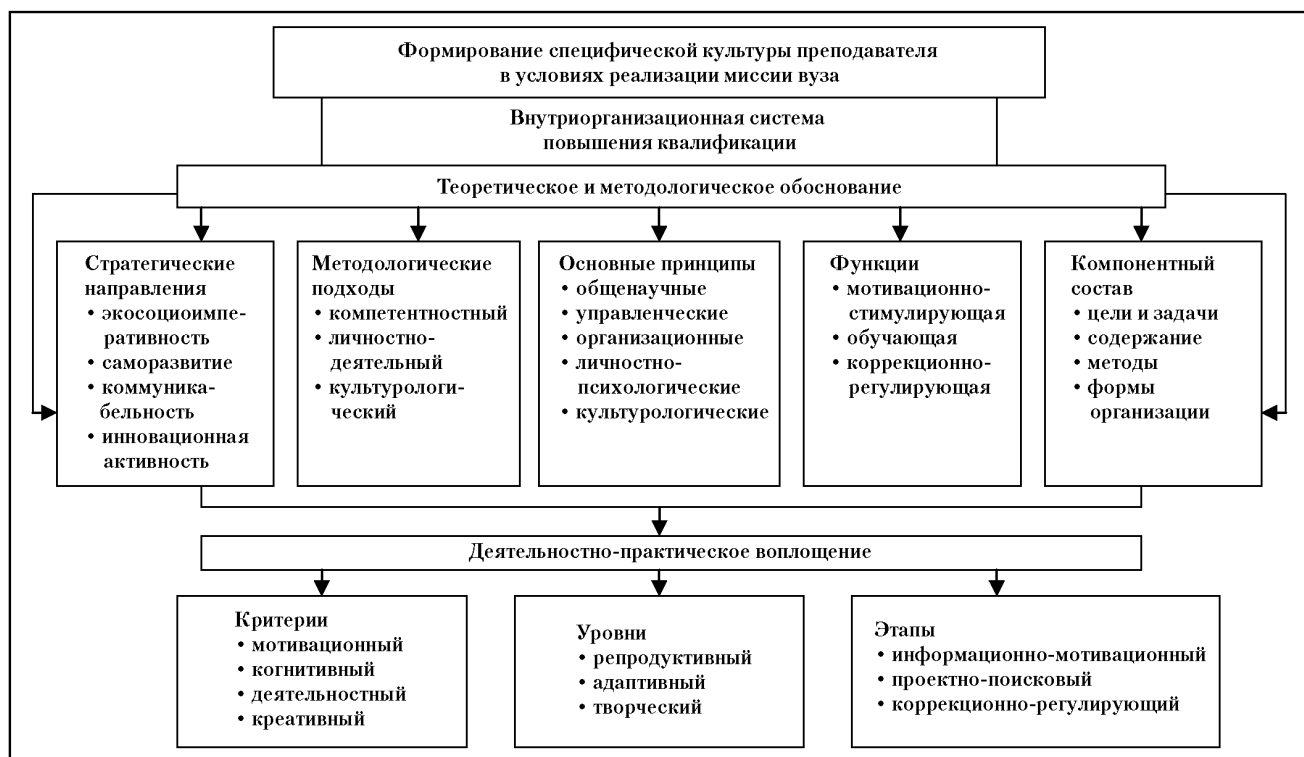 Формирование специфической культуры преподавателя
в условиях реализации миссии вуза
Внутриорганизационная система
повышения квалификации
Теоретическое и методологическое обоснование
Стратегические
направления
• экосоциоимпе-
ративность
• саморазвитие
• коммуника-
бельность
• инновационная
активность
Методологические
подходы
• компетентностный
• личностно-
деятельный
• культурологи-
ческий
Основные принципы
• общенаучные
• управленческие
• организационные
• личностно-
психологические
• культурологические
Функции
• мотивационно-
стимулирующая
• обучающая
• коррекционно-
регулирующая
Компонентный
состав
• цели и задачи
• содержание
• методы
• формы
организации
Деятельностно-практическое воплощение
Критерии
• мотивационный
• когнитивный
• деятельностный
• креативный
Уровни
• репродуктивный
• адаптивный
• творческий
Этапы
• информационно-мотивационный
• проектно-поисковый
• коррекционно-регулирующий